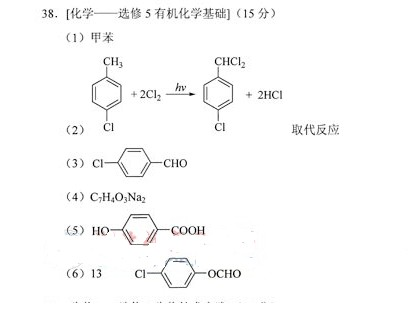 38．[化学——选修 5 有机化学基础]（15 分）
（1）甲苯
CH₃ CHCl₂
+ 2Cl₂ hν + 2HCl
Cl Cl
（2） 取代反应
（3）Cl CHO
（4）C₇H₄O₃Na₂
（5）HO COOH
（6）13 Cl OCHO